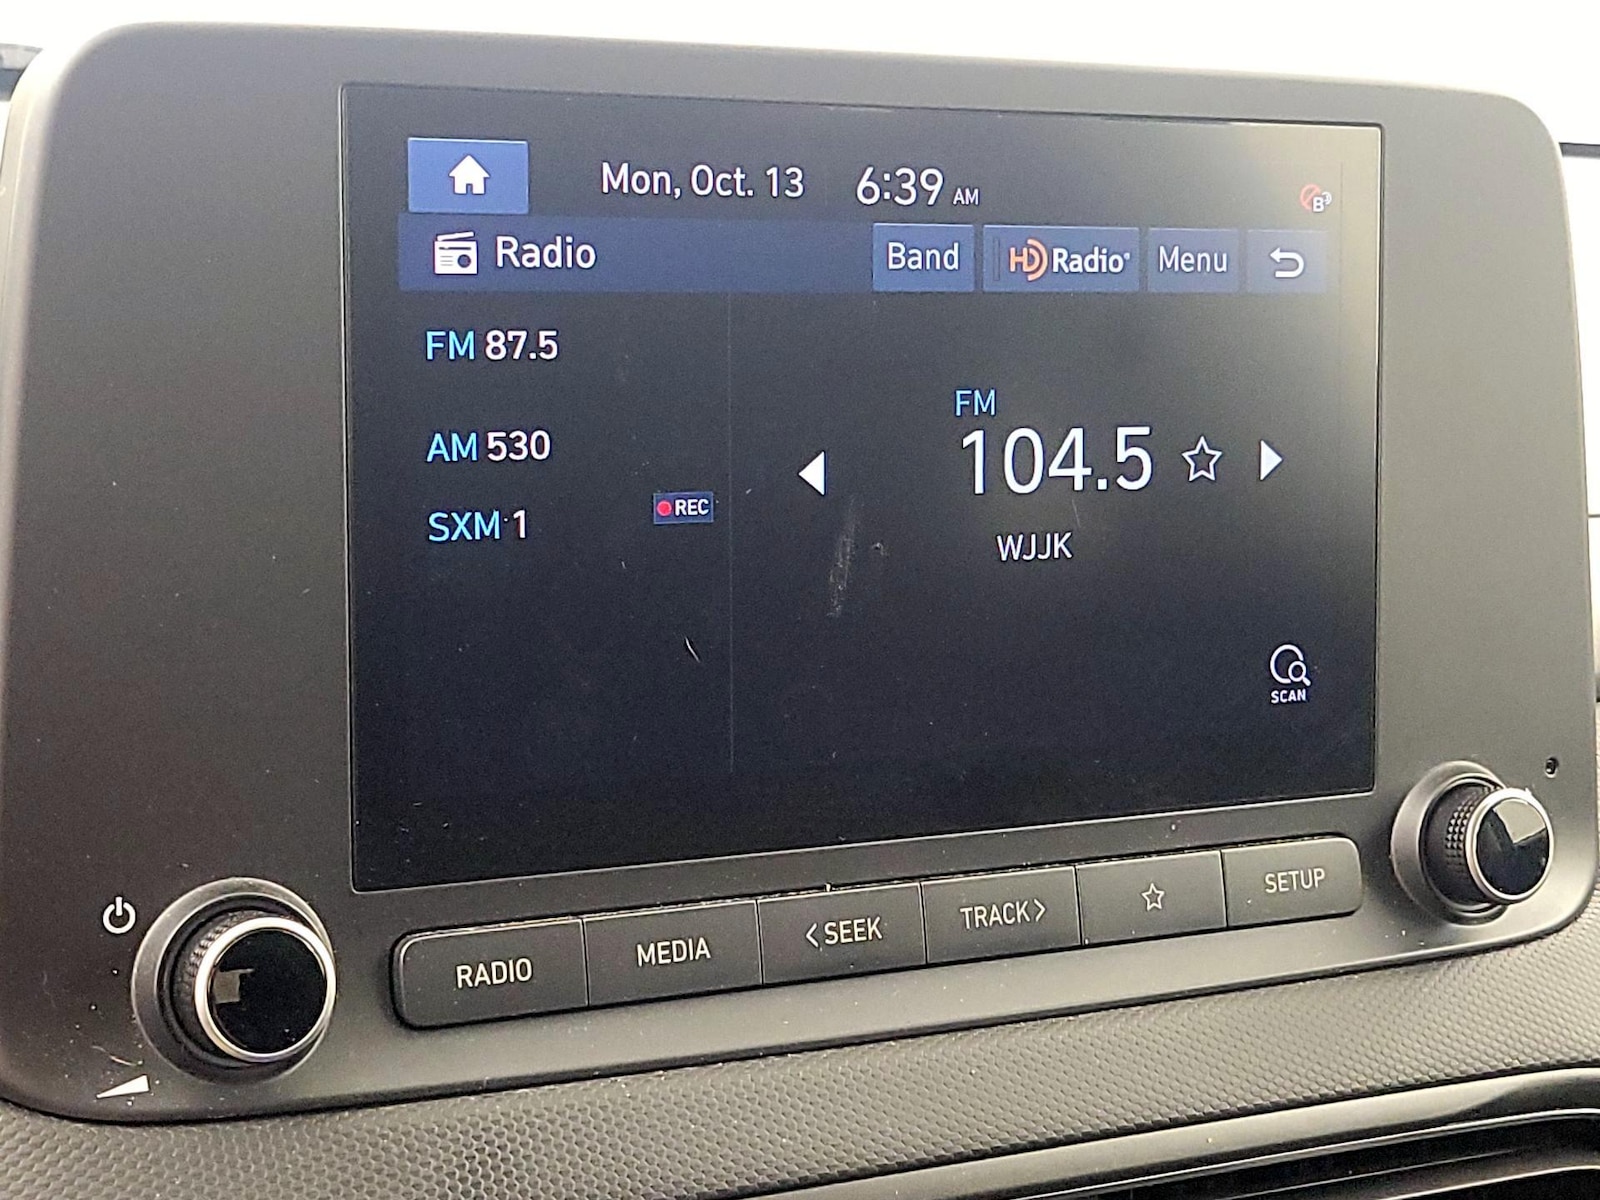 Mon, Oct. 13 6:39 AM
B
Radio Band HD Radio® Menu
FM 87.5
AM 530
SXM 1
REC
FM
104.5
WJJK
SCAN
RADIO MEDIA <SEEK TRACK> SETUP